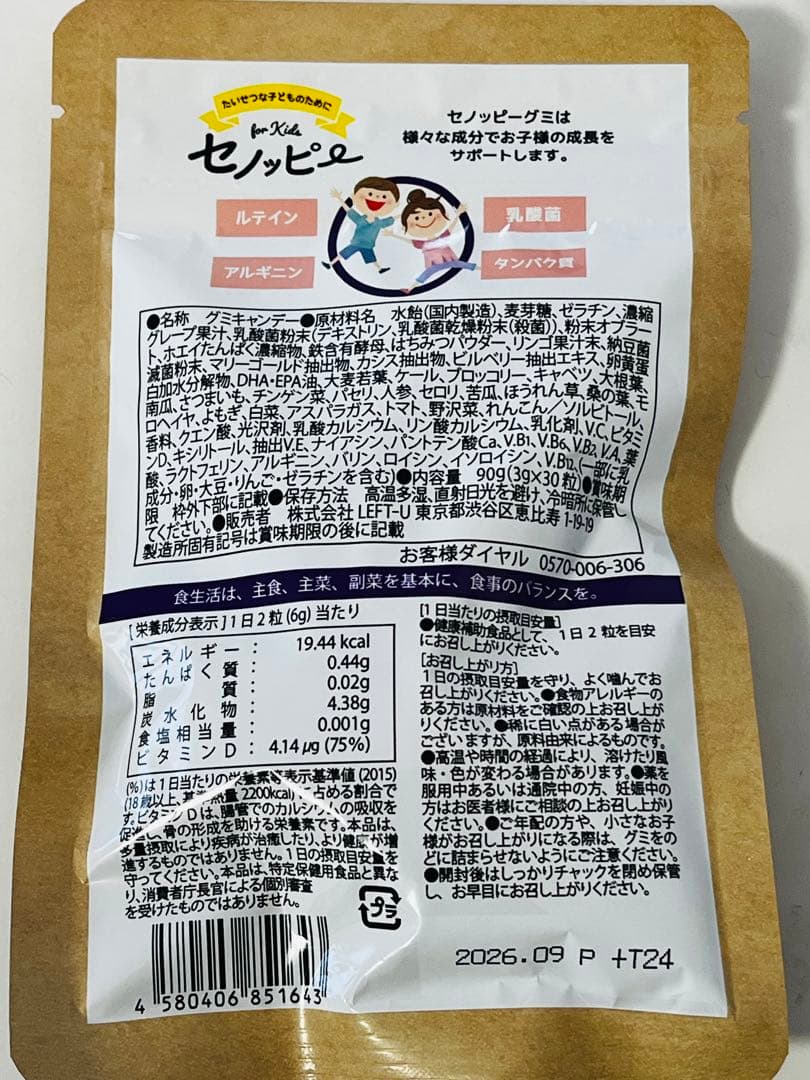 たいせつな子どものために
for Kids
セノッピー
セノッピーグミは
様々な成分でお子様の成長を
サポートします。
ルテイン
乳酸菌
アルギニン
タンパク質
●名称　グミキャンデー●原材料名　水飴(国内製造)、麦芽糖、ゼラチン、濃縮
グレープ果汁、乳酸菌粉末(デキストリン、乳酸菌乾燥粉末(殺菌))、粉末オブラー
ト、ホエイたんぱく濃縮物、鉄含有酵母、はちみつパウダー、リンゴ果汁末、納豆菌
滅菌粉末、マリーゴールド抽出物、カシス抽出物、ビルベリー抽出エキス、卵黄蛋
白加水分解物、DHA・EPA油、大麦若葉、ケール、ブロッコリー、キャベツ、大根葉、
南瓜、さつまいも、チンゲン菜、パセリ、人参、セロリ、苦瓜、ほうれん草、桑の葉、モ
ロヘイヤ、よもぎ、白菜、アスパラガス、トマト、野沢菜、れんこん／ソルビトール、
香料、クエン酸、光沢剤、乳酸カルシウム、リン酸カルシウム、乳化剤、V.C、ビタミ
ンD、キシリトール、抽出V.E、ナイアシン、パントテン酸Ca、V.B1、V.B6、V.B2、V.A、葉
酸、ラクトフェリン、アルギニン、バリン、ロイシン、イソロイシン、V.B12、(一部に乳
成分・卵・大豆・りんご・ゼラチンを含む)●内容量　90g(3g×30粒)●賞味期
限　枠外下部に記載●保存方法　高温多湿、直射日光を避け、冷暗所に保管し
てください。●販売者　株式会社 LEFT-U 東京都渋谷区恵比寿 1-19-19
製造所固有記号は賞味期限の後に記載
お客様ダイヤル 0570-006-306
食生活は、主食、主菜、副菜を基本に、食事のバランスを。
[栄養成分表示]1日2粒(6g)当たり
エネルギー： 19.44 kcal
たんぱく質： 0.44g
脂質： 0.02g
炭水化物： 4.38g
食塩相当量： 0.001g
ビタミンD： 4.14 μg (75%)
(%)は1日当たりの栄養素等表示基準値(2015)
(18歳以上、基準熱量2200kcal)に占める割合で
す。ビタミンDは、腸管でのカルシウムの吸収を
促進し、骨の形成を助ける栄養素です。本品は、
多量摂取により疾病が治癒したり、より健康が増
進するものではありません。1日の摂取目安量を
守ってください。本品は、特定保健用食品と異な
り、消費者庁長官による個別審査
を受けたものではありません。
プラ
4 580406 851643
[1日当たりの摂取目安量]
●健康補助食品として、1日2粒を目安
にお召し上がりください。
[お召し上がり方]
1日の摂取目安量を守り、よく噛んでお
召し上がりください。●食物アレルギーの
ある方は原材料をご確認の上お召し上が
りください。●稀に白い点がある場合が
ございますが、原料由来によるものです。
●高温や時間の経過により、溶けたり風
味・色が変わる場合があります。●薬を
服用中あるいは通院中の方、妊娠中の
方はお医者様にご相談の上お召し上がり
ください。●ご年配の方や、小さなお子
様がお召し上がりになる際は、グミをの
どに詰まらせないようにご注意ください。
●開封後はしっかりチャックを閉め保管
し、お早目にお召し上がりください。
2026.09 P +T24